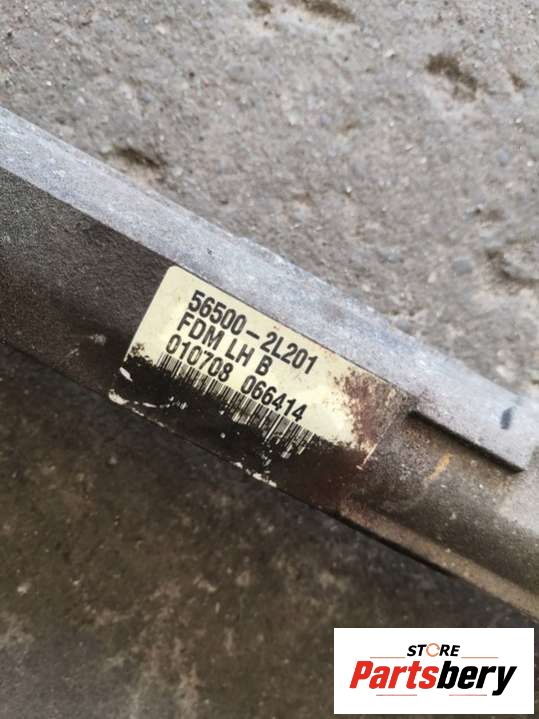 56500-2L201
FDM LH B
010708 066414
STORE
Partsbery